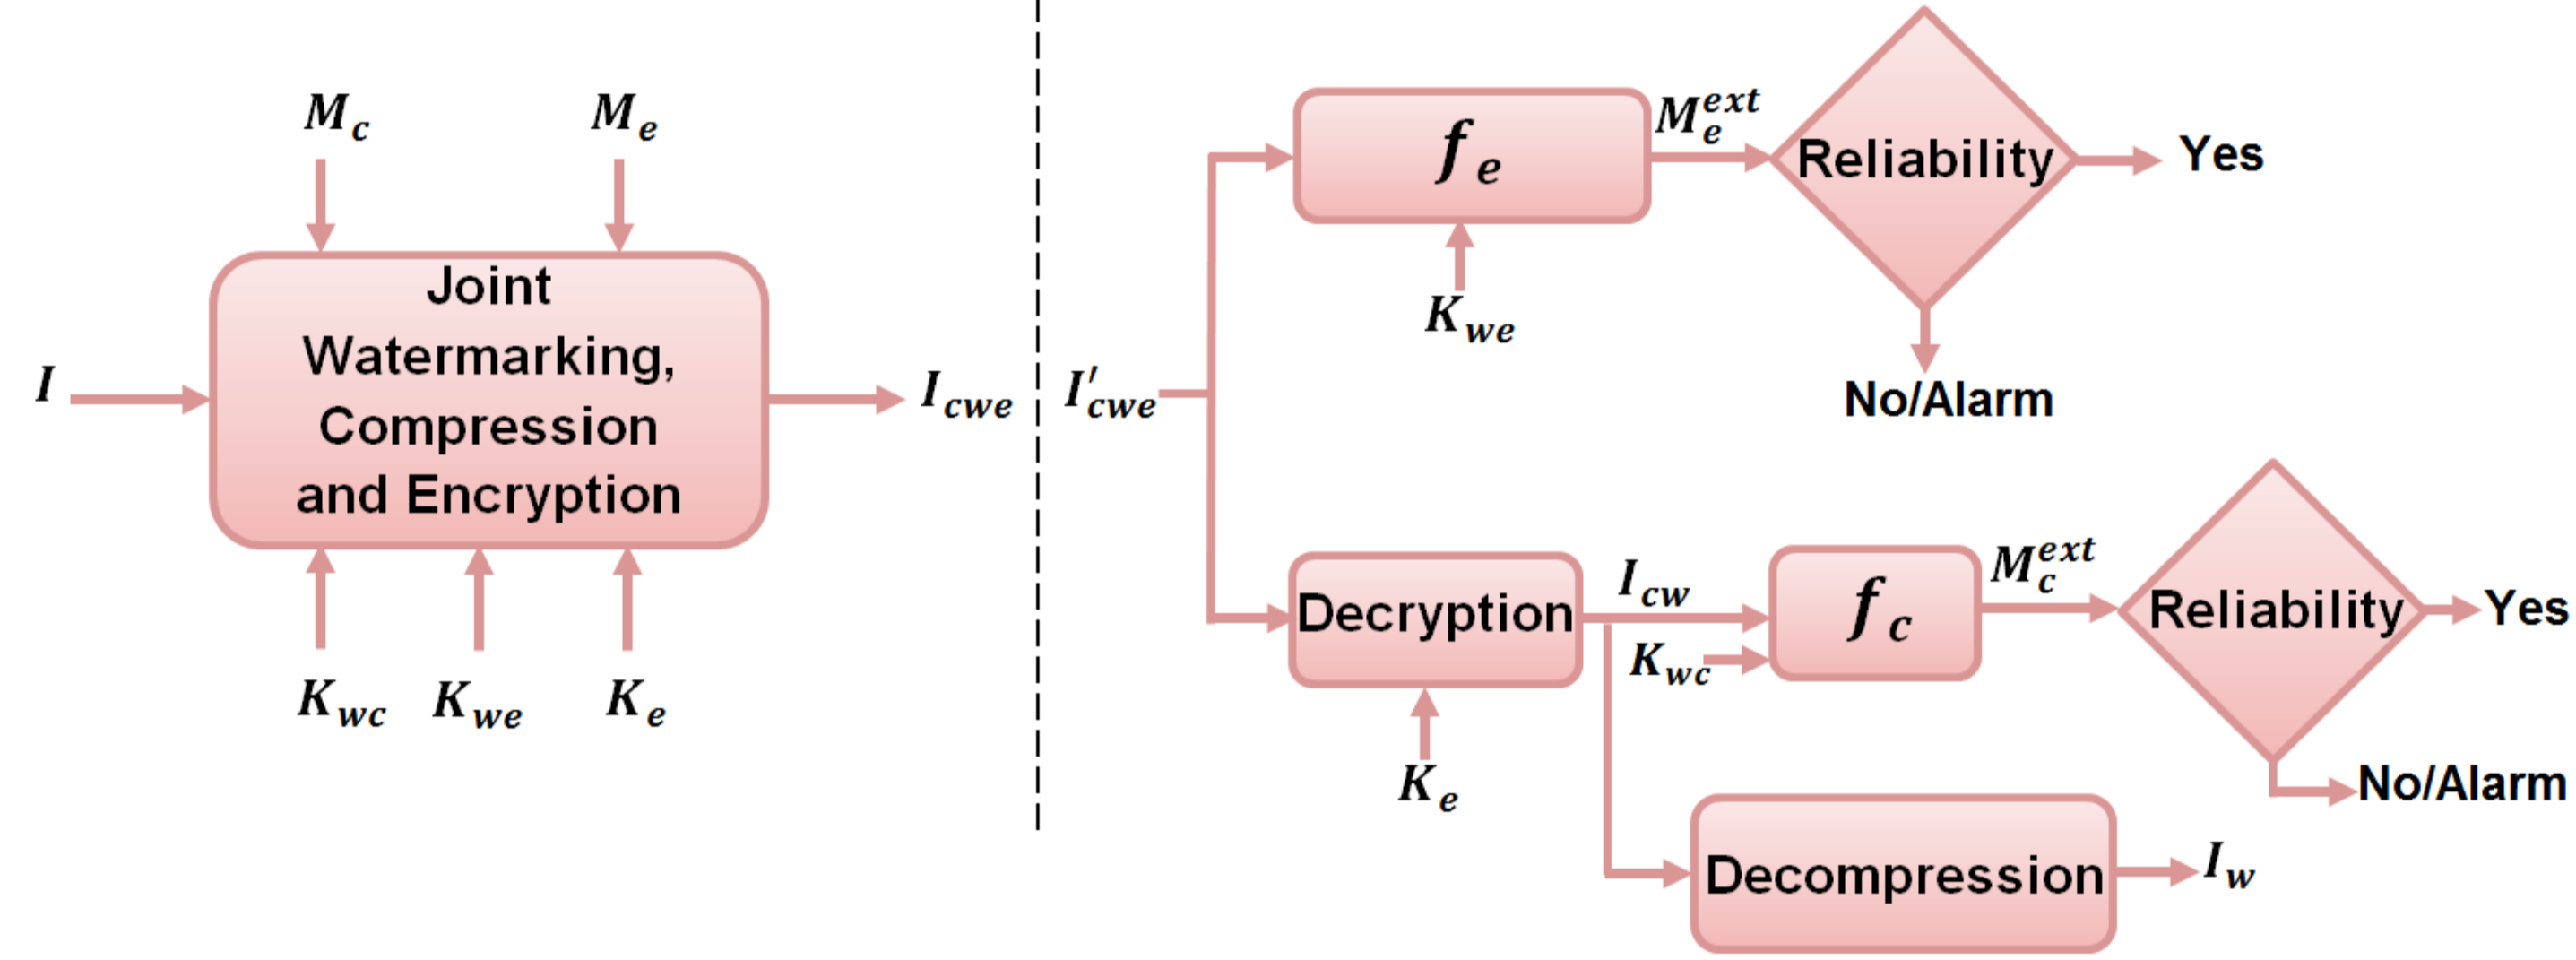 M_c
M_e
I
Joint
Watermarking,
Compression
and Encryption
I_cwe
K_wc
K_we
K_e
I'_cwe
f_e
K_we
M_e^ext
Reliability
Yes
No/Alarm
Decryption
K_e
I_cw
K_wc
f_c
M_c^ext
Reliability
Yes
No/Alarm
Decompression
I_w